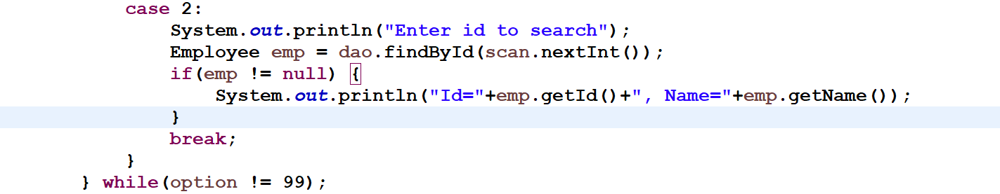 case 2:
System.out.println("Enter id to search");
Employee emp = dao.findById(scan.nextInt());
if(emp != null) {
System.out.println("Id="+emp.getId()+", Name="+emp.getName());
}
break;
}
} while(option != 99);